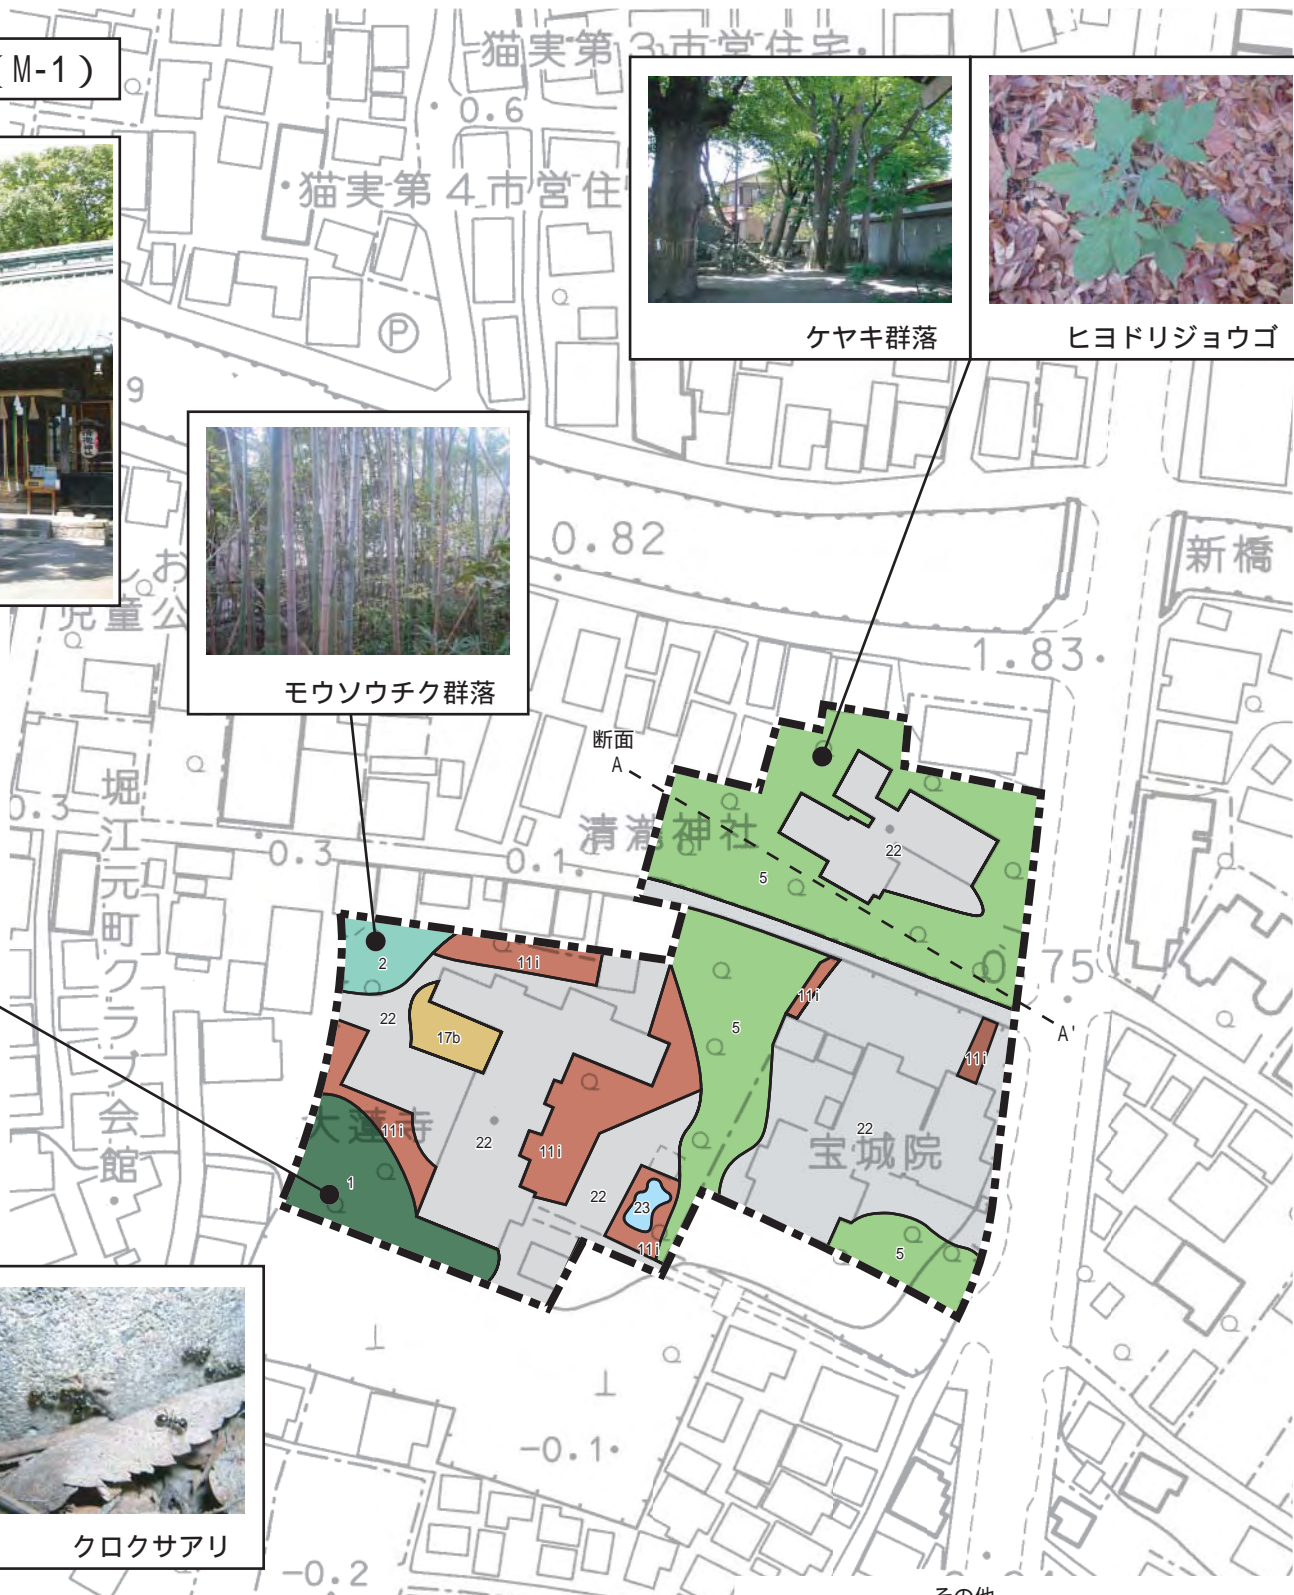 (M-1)
猫実第3市営住宅
0.6
猫実第4市営住
P
9
ケヤキ群落
ヒヨドリジョウゴ
0.82
新橋
お
児童公
モウソウチク群落
1.83
断面
A
0.3
堀江元町クラブ会館
0.3
0.1
清瀧神社
22
5
0.75
2
11i
11i
22
17b
5
11i
A'
大蓮寺
11i
22
11i
22
宝城院
1
22
23
11i
5
-0.1
クロクサアリ
-0.2
その他